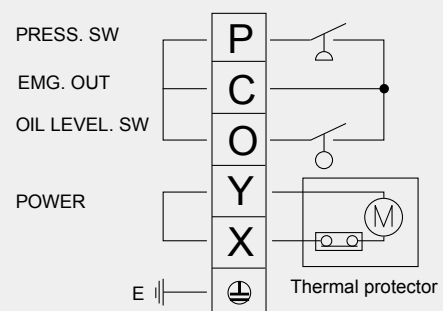 PRESS. SW
P
EMG. OUT
C
OIL LEVEL. SW
O
Y
POWER
M
X
E
Thermal protector